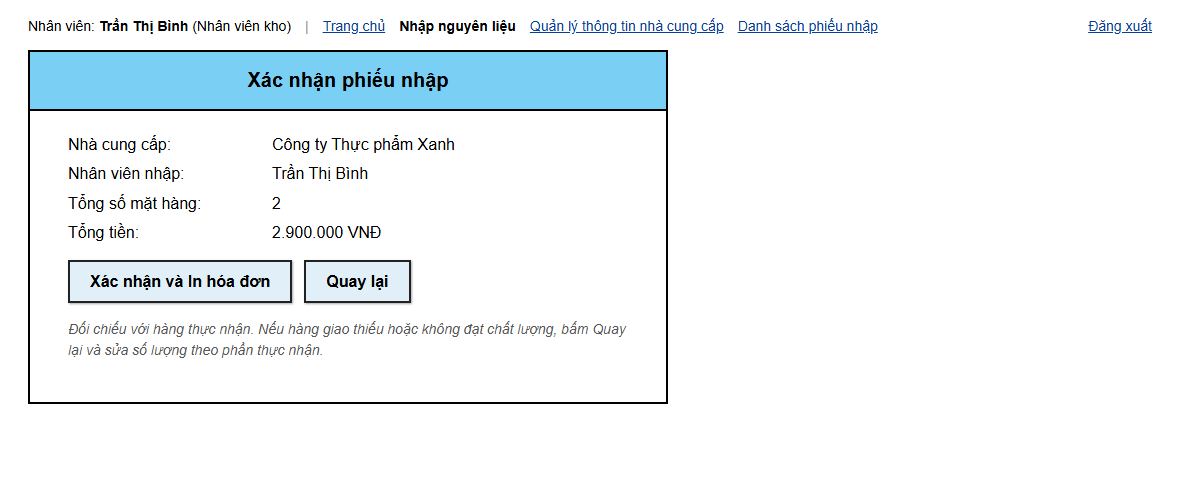 Nhân viên: Trần Thị Bình (Nhân viên kho) | Trang chủ Nhập nguyên liệu Quản lý thông tin nhà cung cấp Danh sách phiếu nhập Đăng xuất
Xác nhận phiếu nhập
Nhà cung cấp: Công ty Thực phẩm Xanh
Nhân viên nhập: Trần Thị Bình
Tổng số mặt hàng: 2
Tổng tiền: 2.900.000 VNĐ
Xác nhận và In hóa đơn Quay lại
Đối chiếu với hàng thực nhận. Nếu hàng giao thiếu hoặc không đạt chất lượng, bấm Quay
lại và sửa số lượng theo phần thực nhận.